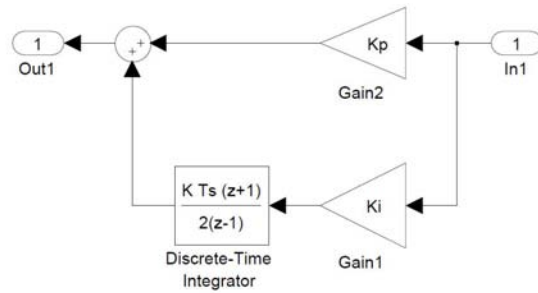 1
Out1
+
+
Kp
Gain2
1
In1
K Ts (z+1)
2(z-1)
Discrete-Time
Integrator
Ki
Gain1